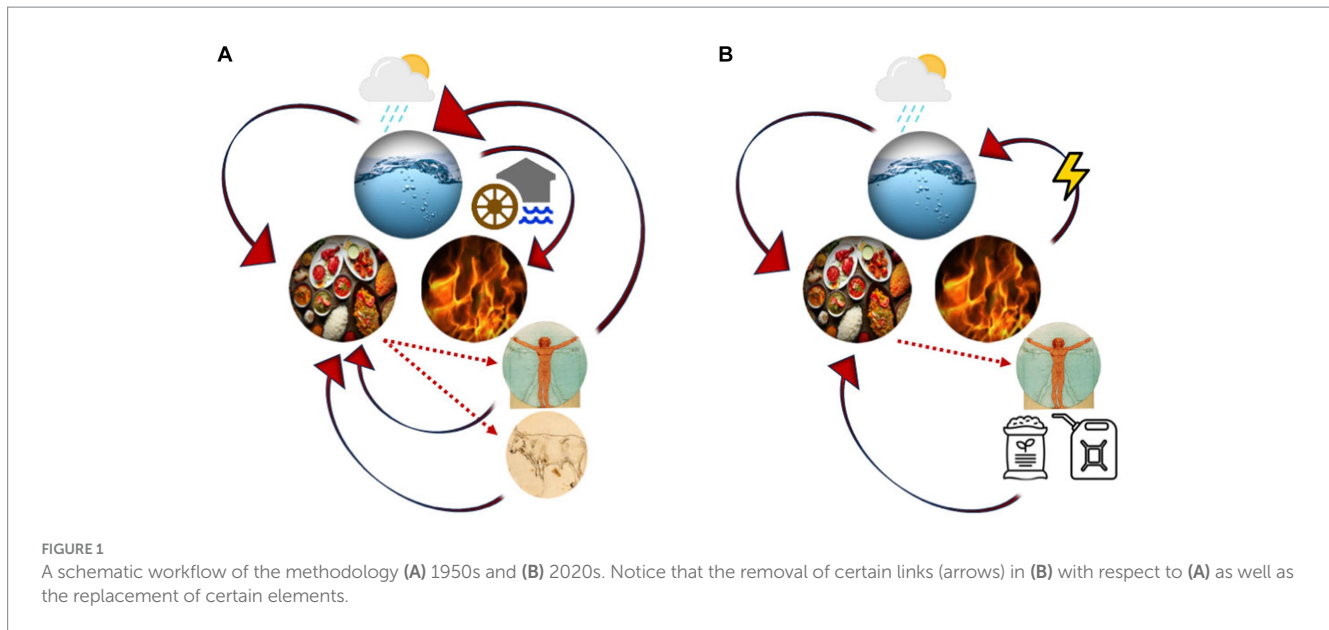 A
B
FIGURE 1
A schematic workflow of the methodology (A) 1950s and (B) 2020s. Notice that the removal of certain links (arrows) in (B) with respect to (A) as well as
the replacement of certain elements.